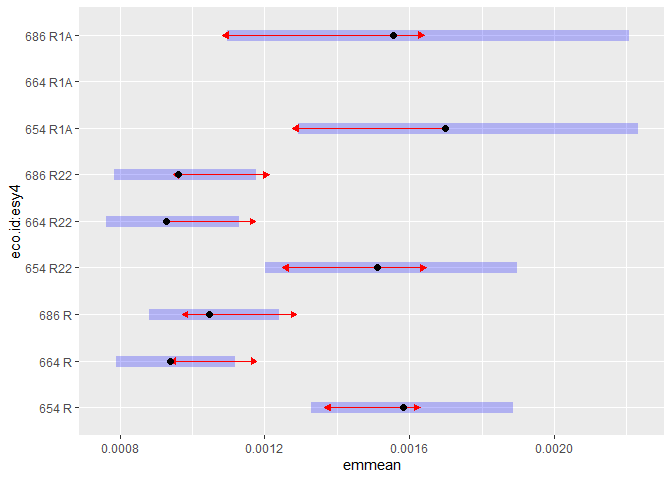 686 R1A
664 R1A
654 R1A
686 R22
664 R22
654 R22
686 R
664 R
654 R
eco.id:esy4
0.0008
0.0012
0.0016
0.0020
emmean